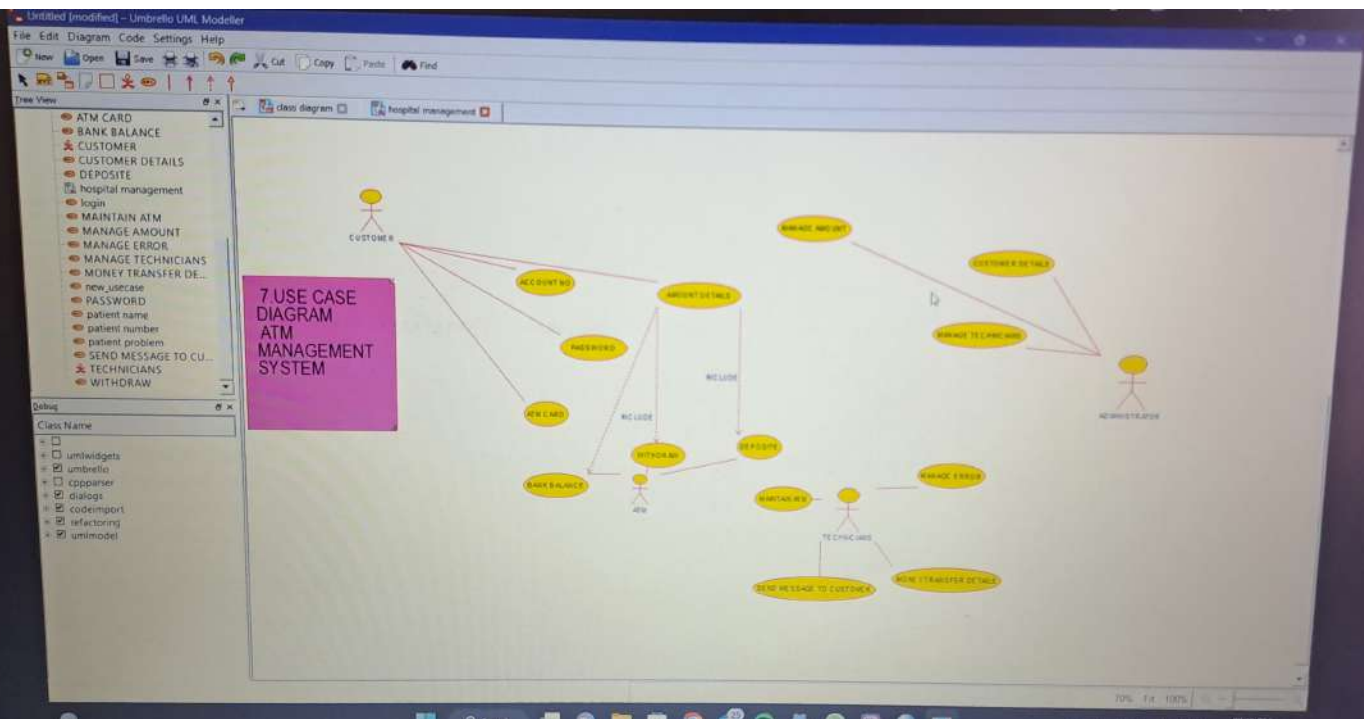 Untitled [modified] – Umbrello UML Modeller
File Edit Diagram Code Settings Help
New Open Save Cut Copy Paste Find
Tree View
class diagram
hospital management
ATM CARD
BANK BALANCE
CUSTOMER
CUSTOMER DETAILS
DEPOSITE
hospital management
login
MAINTAIN ATM
MANAGE AMOUNT
MANAGE ERROR
MANAGE TECHNICIANS
MONEY TRANSFER DE...
new_usecase
PASSWORD
patient name
patient number
patient problem
SEND MESSAGE TO CU...
TECHNICIANS
WITHDRAW
Debug
Class Name
umlwidgets
umbrello
cppparser
dialogs
codeimport
refactoring
umlmodel
CUSTOMER
7.USE CASE
DIAGRAM
ATM
MANAGEMENT
SYSTEM
ACCOUNT NO
AMOUNT DETAILS
PASSWORD
ATM CARD
INCLUDE
INCLUDE
WITHDRAW
DEPOSITE
BANK BALANCE
ATM
MANAGE AMOUNT
CUSTOMER DETAILS
MANAGE TECHNICIANS
ADMINISTRATOR
MANAGE ERROR
MAINTAIN ATM
TECHNICIANS
SEND MESSAGE TO CUSTOMER
MONEY TRANSFER DETAILS
70% Fit 100%